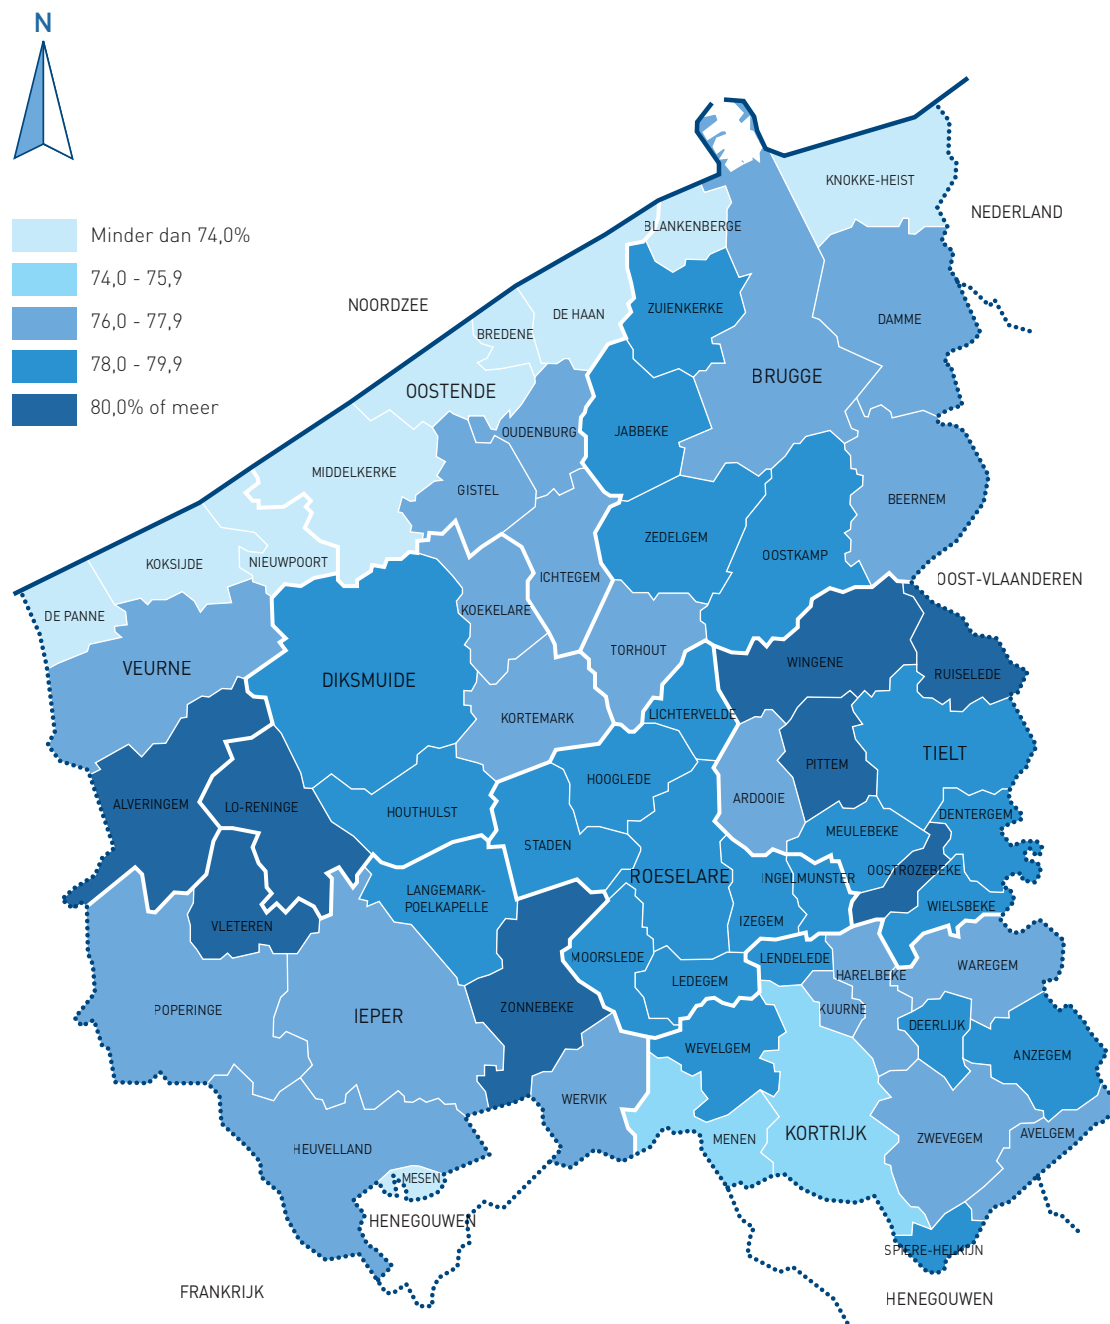 N
KNOKKE-HEIST
NEDERLAND
BLANKENBERGE
Minder dan 74,0%
74,0 - 75,9
76,0 - 77,9
78,0 - 79,9
80,0% of meer
NOORDZEE
ZUIENKERKE
DE HAAN
DAMME
BREDENE
BRUGGE
OOSTENDE
OUDENBURG
JABBEKE
MIDDELKERKE
GISTEL
BEERNEM
ZEDELGEM
OOSTKAMP
KOKSIJDE
NIEUWPOORT
ICHTEGEM
OOST-VLAANDEREN
DE PANNE
KOEKELARE
TORHOUT
VEURNE
WINGENE
RUISELEDE
DIKSMUIDE
KORTEMARK
LICHTERVELDE
TIELT
PITTEM
HOOGLEDE
ARDOOIE
ALVERINGEM
LO-RENINGE
HOUTHULST
DENTERGEM
MEULEBEKE
STADEN
OOSTROZEBEKE
ROESELARE
INGELMUNSTER
LANGEMARK-
POELKAPELLE
WIELSBEKE
IZEGEM
VLETEREN
MOORSLEDE
LENDELEDE
WAREGEM
HARELBEKE
LEDEGEM
ZONNEBEKE
KUURNE
POPERINGE
IEPER
DEERLIJK
WEVELGEM
ANZEGEM
WERVIK
KORTRIJK
AVELGEM
MENEN
ZWEVEGEM
HEUVELLAND
MESEN
HENEGOUWEN
SPIERE-HELKIJN
FRANKRIJK
HENEGOUWEN